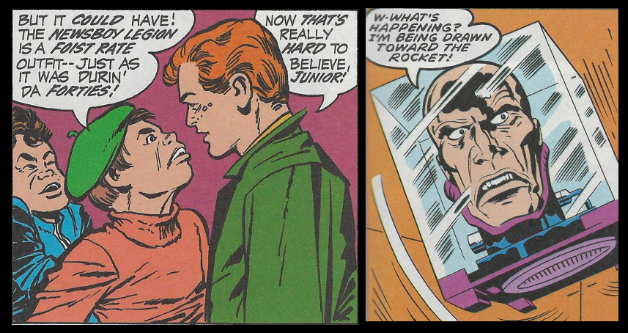 BUT IT COULD HAVE!
THE NEWSBOY LEGION
IS A FOIST RATE
OUTFIT--JUST AS
IT WAS DURIN'
DA FORTIES!
NOW THAT'S
REALLY
HARD TO
BELIEVE,
JUNIOR!
W-WHAT'S
HAPPENING?
I'M BEING DRAWN
TOWARD THE
ROCKET!